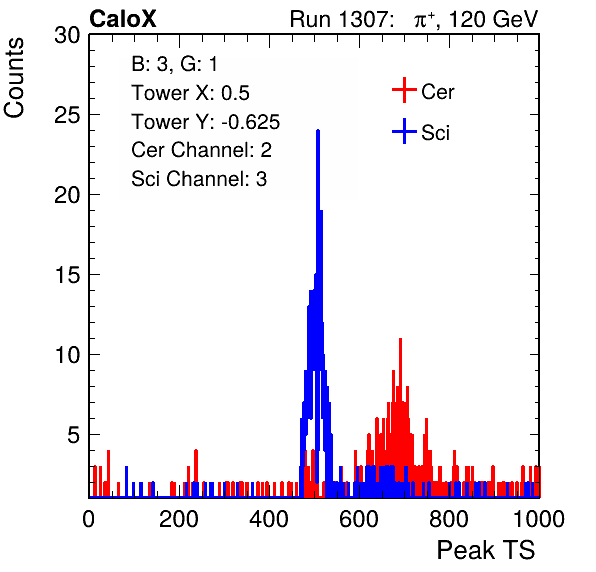 CaloX Run 1307: π⁺, 120 GeV
Counts
30
25
20
15
10
5
B: 3, G: 1
Tower X: 0.5
Tower Y: -0.625
Cer Channel: 2
Sci Channel: 3
Cer
Sci
0 200 400 600 800 1000
Peak TS